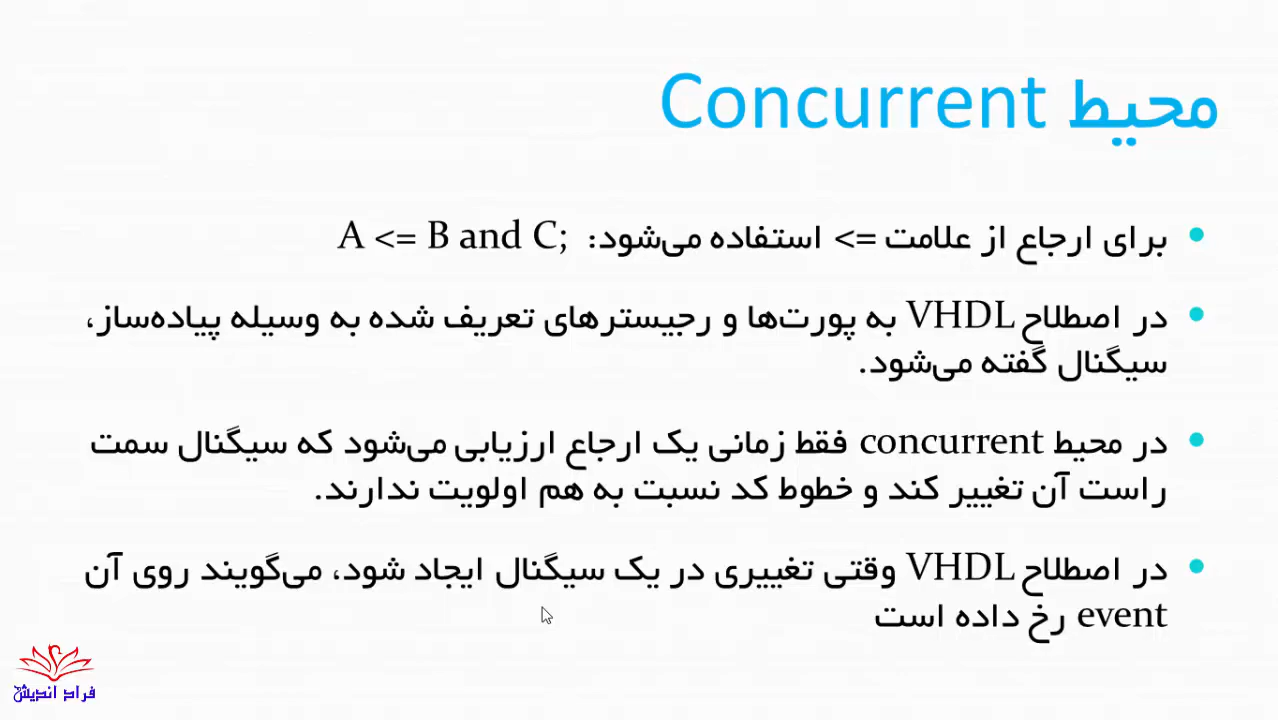 محیط Concurrent
برای ارجاع از علامت => استفاده می‌شود: A <= B and C;
در اصطلاح VHDL به پورت‌ها و رجیسترهای تعریف شده به وسیله پیاده‌ساز،
سیگنال گفته می‌شود.
در محیط concurrent فقط زمانی یک ارجاع ارزیابی می‌شود که سیگنال سمت
راست آن تغییر کند و خطوط کد نسبت به هم اولویت ندارند.
در اصطلاح VHDL وقتی تغییری در یک سیگنال ایجاد شود، می‌گویند روی آن
event رخ داده است
فراد اندیش